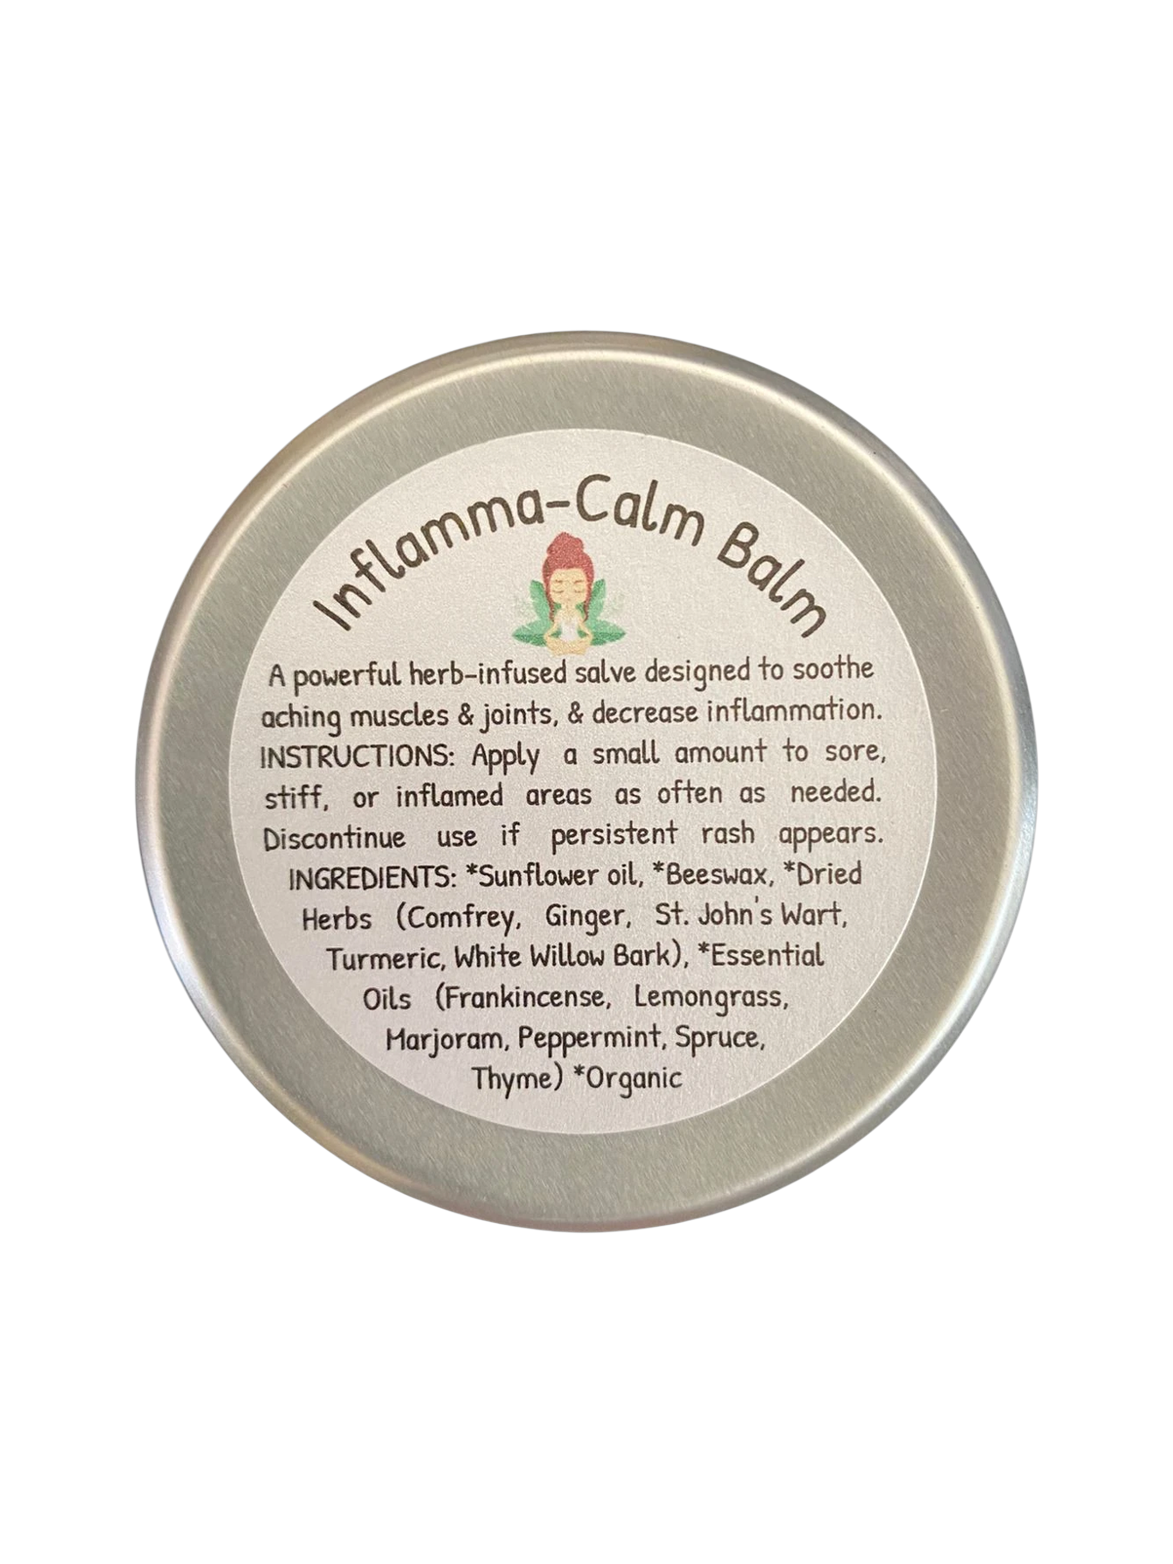 Inflamma-Calm Balm
A powerful herb-infused salve designed to soothe
aching muscles & joints, & decrease inflammation.
INSTRUCTIONS: Apply a small amount to sore,
stiff, or inflamed areas as often as needed.
Discontinue use if persistent rash appears.
INGREDIENTS: *Sunflower oil, *Beeswax, *Dried
Herbs (Comfrey, Ginger, St. John's Wart,
Turmeric, White Willow Bark), *Essential
Oils (Frankincense, Lemongrass,
Marjoram, Peppermint, Spruce,
Thyme) *Organic